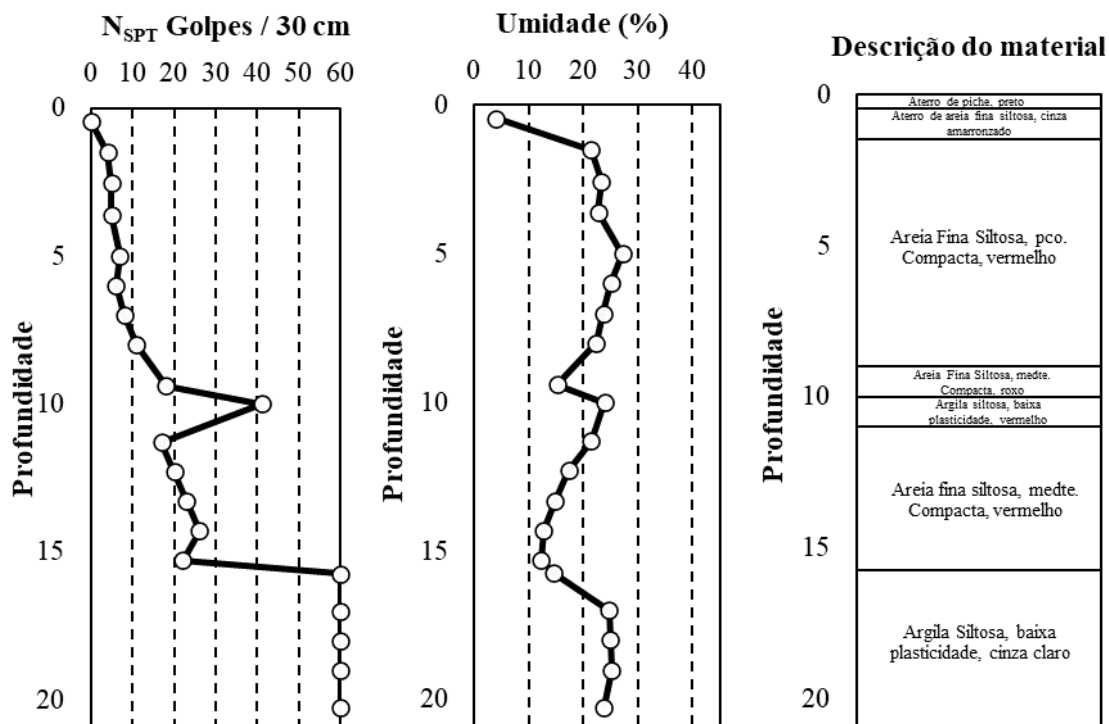 N_SPT Golpes / 30 cm
0 10 20 30 40 50 60
Profundidade
0
5
10
15
20
Umidade (%)
0 10 20 30 40
Profundidade
0
5
10
15
20
Descrição do material
Profundidade
0
5
10
15
20
Aterro de piche, preto
Aterro de areia fina siltosa, cinza
amarronzado
Areia Fina Siltosa, pco.
Compacta, vermelho
Areia Fina Siltosa, medte.
Compacta, roxo
Argila siltosa, baixa
plasticidade, vermelho
Areia fina siltosa, medte.
Compacta, vermelho
Argila Siltosa, baixa
plasticidade, cinza claro